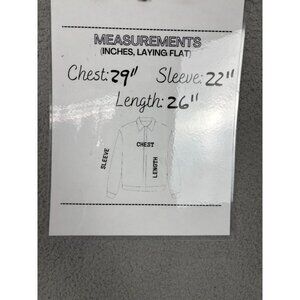 MEASUREMENTS
(INCHES, LAYING FLAT)
Chest: 29" Sleeve: 22"
Length: 26"
CHEST
SLEEVE
LENGTH